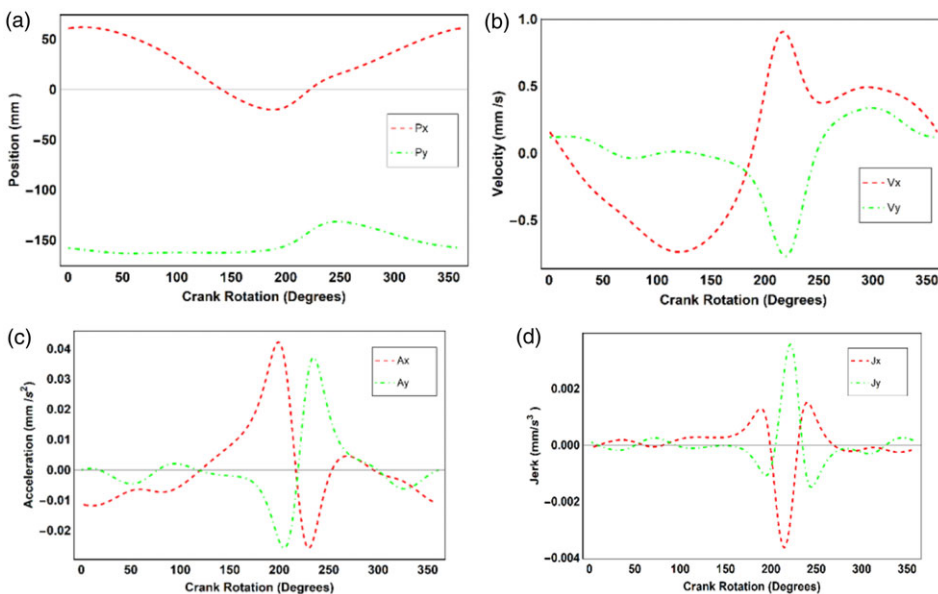 (a)
50
0
−50
−100
−150
Position (mm)
Px
Py
0 50 100 150 200 250 300 350
Crank Rotation (Degrees)
(b)
1.0
0.5
0.0
−0.5
Velocity (mm /s)
Vx
Vy
0 50 100 150 200 250 300 350
Crank Rotation (Degrees)
(c)
0.04
0.03
0.02
0.01
0.00
−0.01
−0.02
Acceleration (mm /s²)
Ax
Ay
0 50 100 150 200 250 300 350
Crank Rotation (Degrees)
(d)
0.002
0.000
−0.002
−0.004
Jerk (mm/s³ )
Jx
Jy
0 50 100 150 200 250 300 350
Crank Rotation (Degrees)